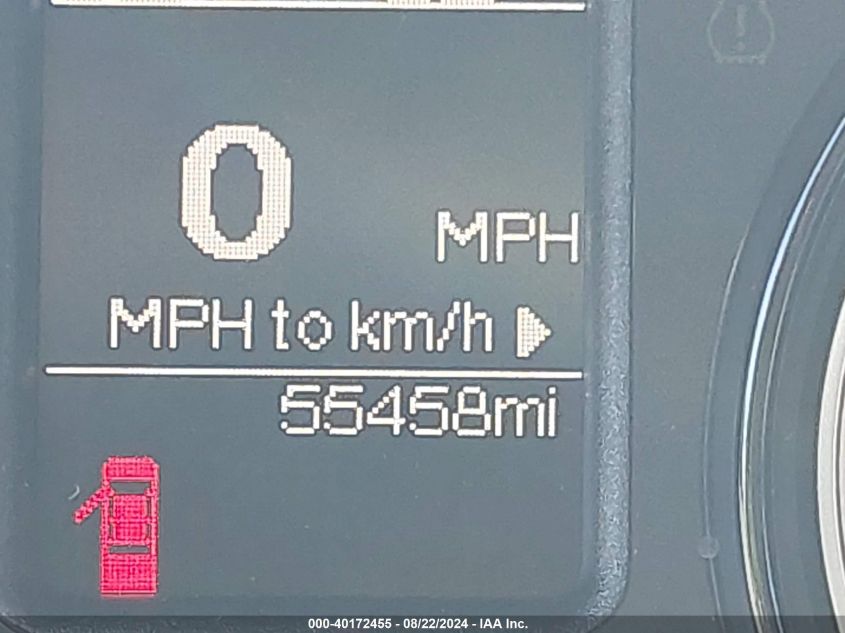 0
MPH
MPH to km/h
55458mi
000-40172455 - 08/22/2024 - IAA Inc.